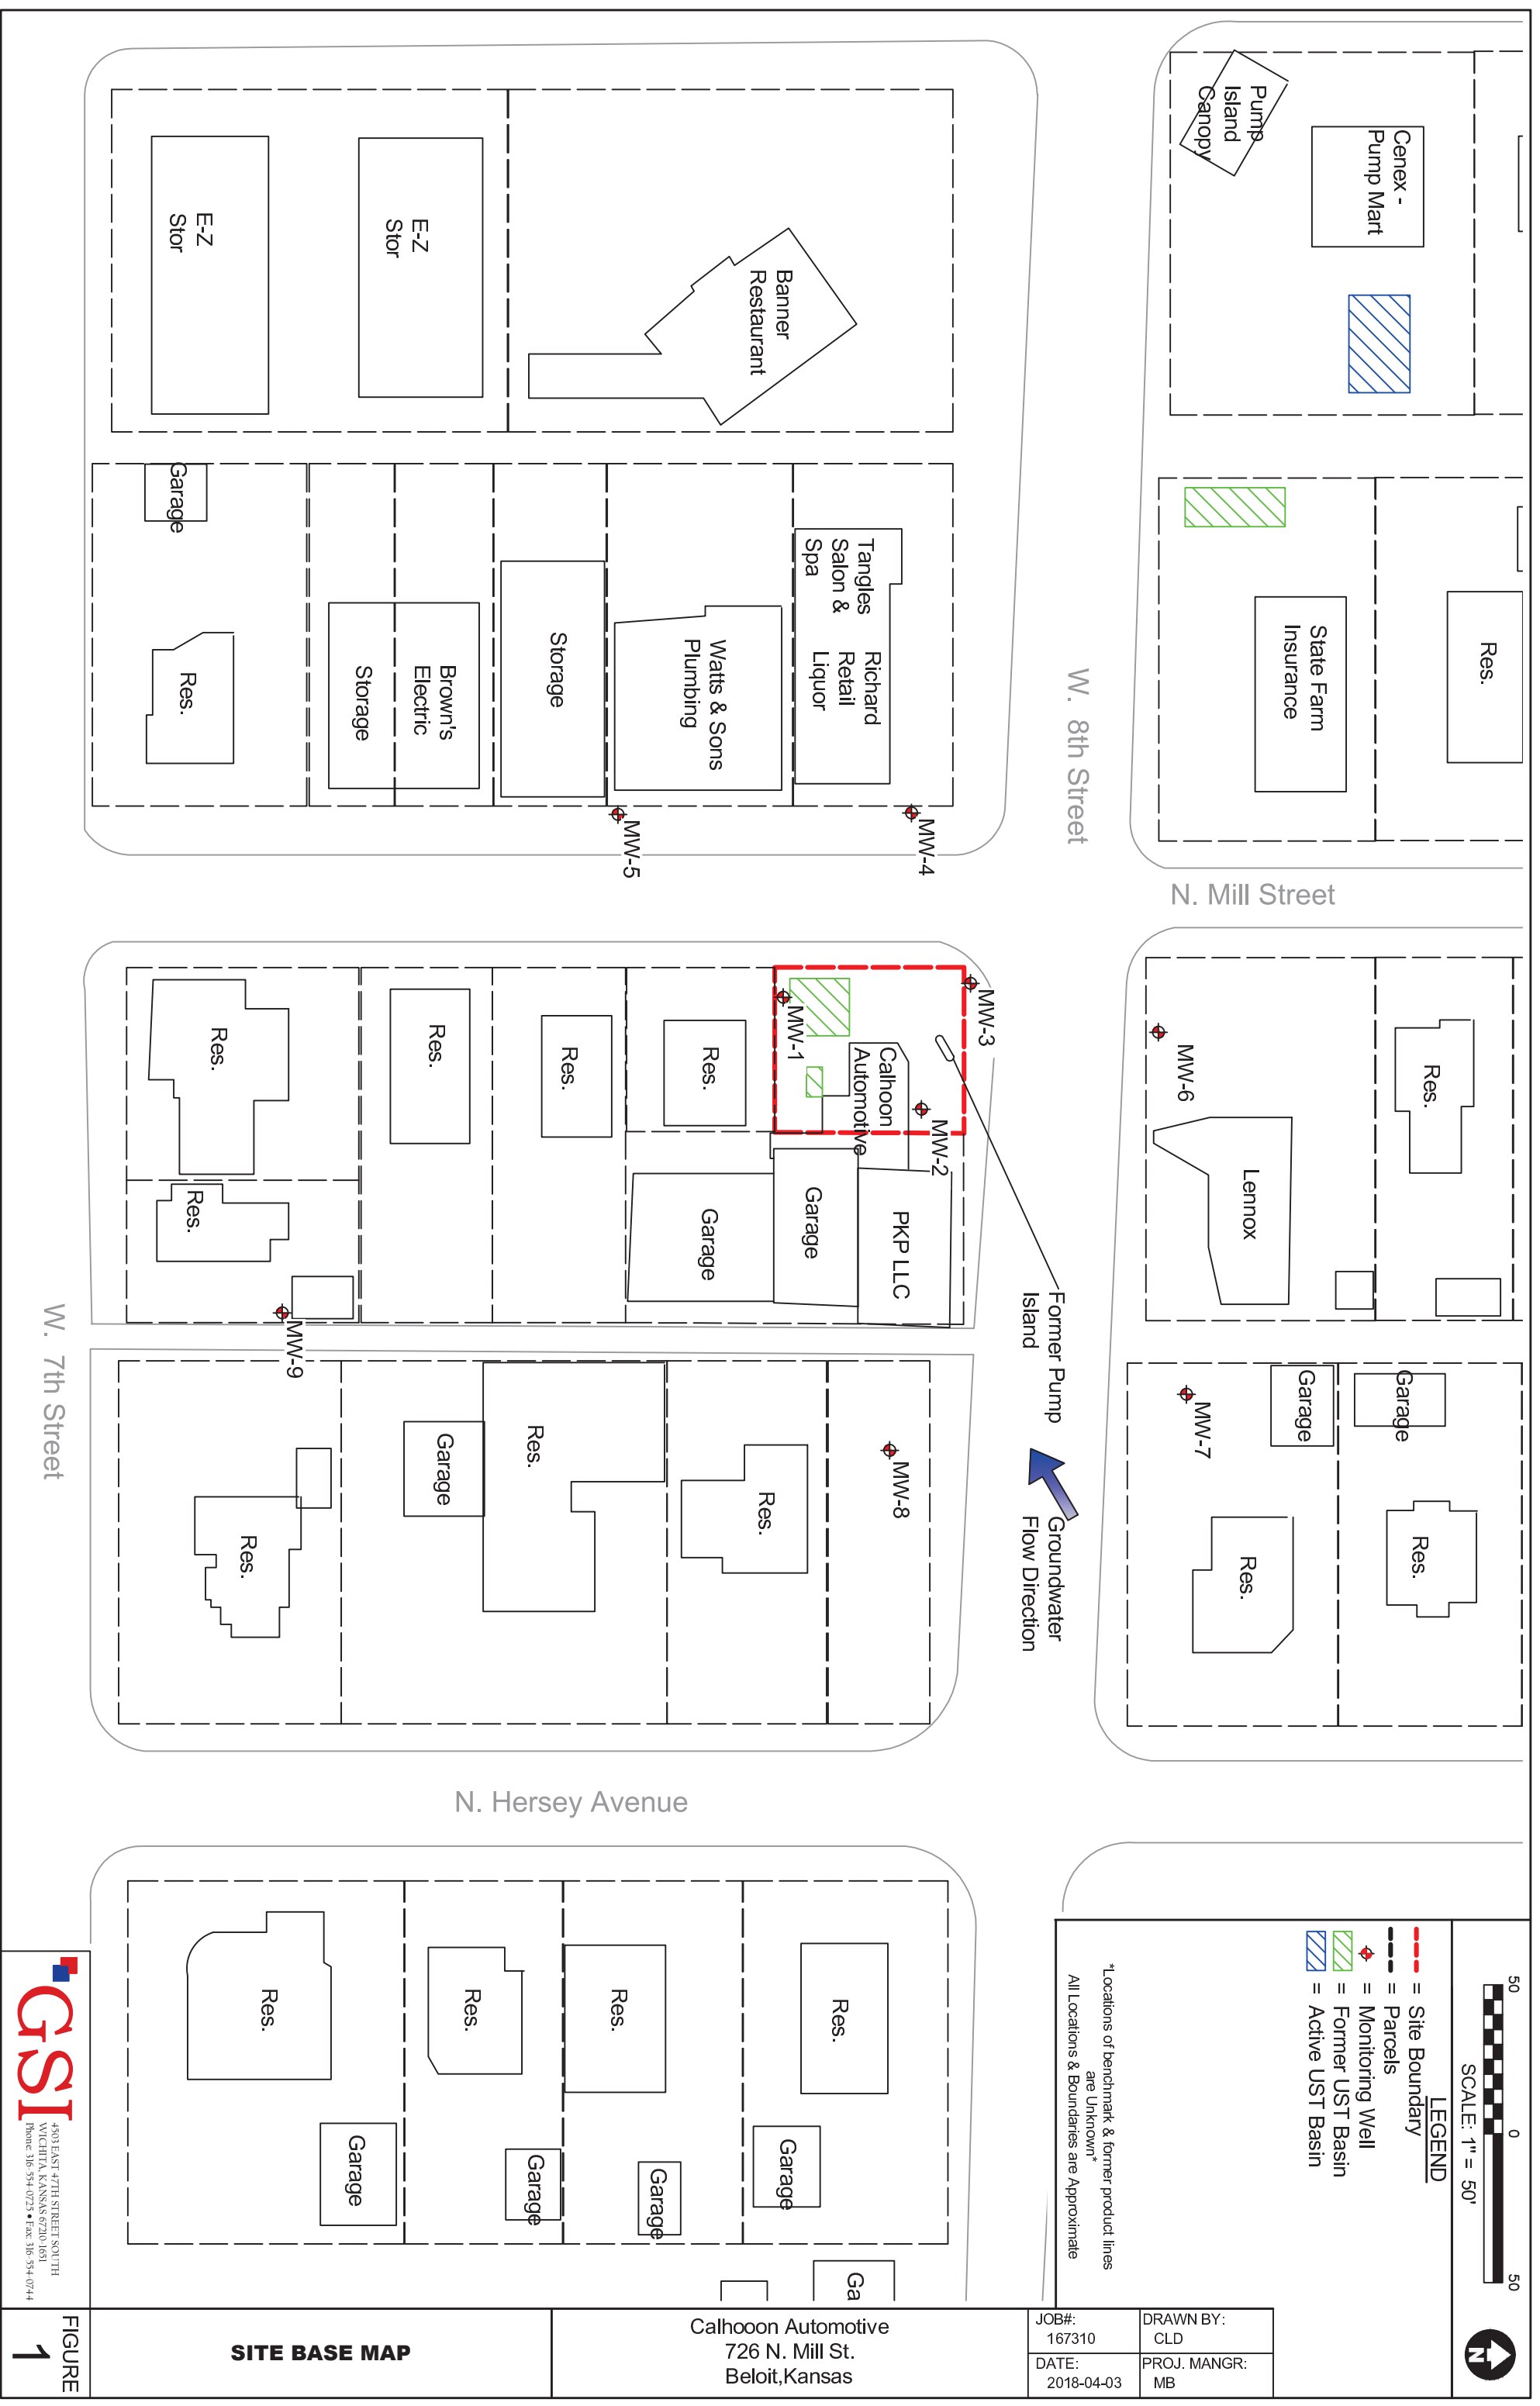 Pump
Island
Canopy
Cenex -
Pump Mart
E-Z
Stor
E-Z
Stor
Banner
Restaurant
Garage
Res.
Storage
Brown's
Electric
Storage
Watts & Sons
Plumbing
Tangles
Salon &
Spa
Richard
Retail
Liquor
W. 8th Street
State Farm
Insurance
Res.
MW-5
MW-4
N. Mill Street
Res.
Res.
Res.
Res.
MW-1
MW-3
Calhoon
Automotive
MW-2
MW-6
Res.
Lennox
Res.
Garage
Garage
PKP LLC
Former Pump
Island
MW-9
W. 7th Street
Garage
Res.
Res.
Res.
MW-8
Groundwater
Flow Direction
MW-7
Garage
Garage
Res.
Res.
N. Hersey Avenue
Res.
Res.
Res.
Res.
Garage
Garage
Garage
Garage
Ga
50 0 50
SCALE: 1" = 50'
LEGEND
= Site Boundary
= Parcels
= Monitoring Well
= Former UST Basin
= Active UST Basin
*Locations of benchmark & former product lines
are Unknown*
All Locations & Boundaries are Approximate
N
GSI
4503 EAST 47TH STREET SOUTH
WICHITA, KANSAS 67210-1651
Phone: 316-554-0725 • Fax: 316-554-0744
FIGURE
1
SITE BASE MAP
Calhooon Automotive
726 N. Mill St.
Beloit,Kansas
JOB#:
167310
DRAWN BY:
CLD
DATE:
2018-04-03
PROJ. MANGR:
MB